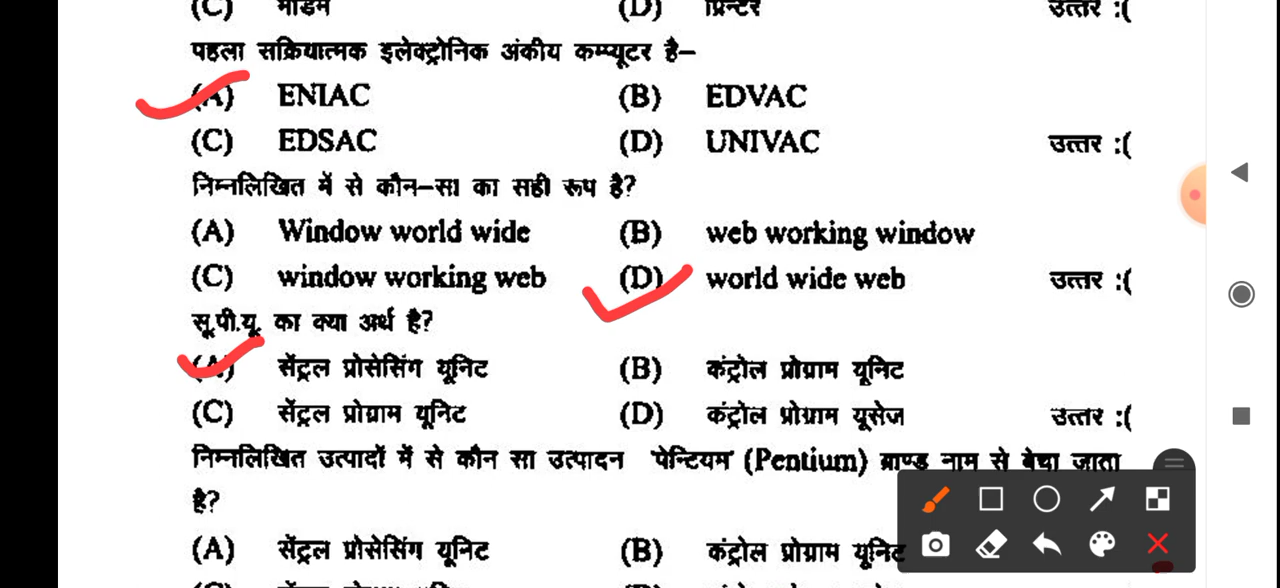 (C) मोडेम (D) प्रिन्टर उत्तर :(
पहला सक्रियात्मक इलेक्ट्रोनिक अंकीय कम्प्यूटर है–
(A) ENIAC (B) EDVAC
(C) EDSAC (D) UNIVAC उत्तर :(
निम्नलिखित में से कौन–सा का सही रूप है?
(A) Window world wide (B) web working window
(C) window working web (D) world wide web उत्तर :(
सू.पी.यू. का क्या अर्थ है?
(A) सेंट्रल प्रोसेसिंग यूनिट (B) कंट्रोल प्रोग्राम यूनिट
(C) सेंट्रल प्रोग्राम यूनिट (D) कंट्रोल प्रोग्राम यूसेज उत्तर :(
निम्नलिखित उत्पादों में से कौन सा उत्पादन पेन्टियम (Pentium) ब्राण्ड नाम से बेचा जाता
है?
(A) सेंट्रल प्रोसेसिंग यूनिट (B) कंट्रोल प्रोग्राम यूनिट